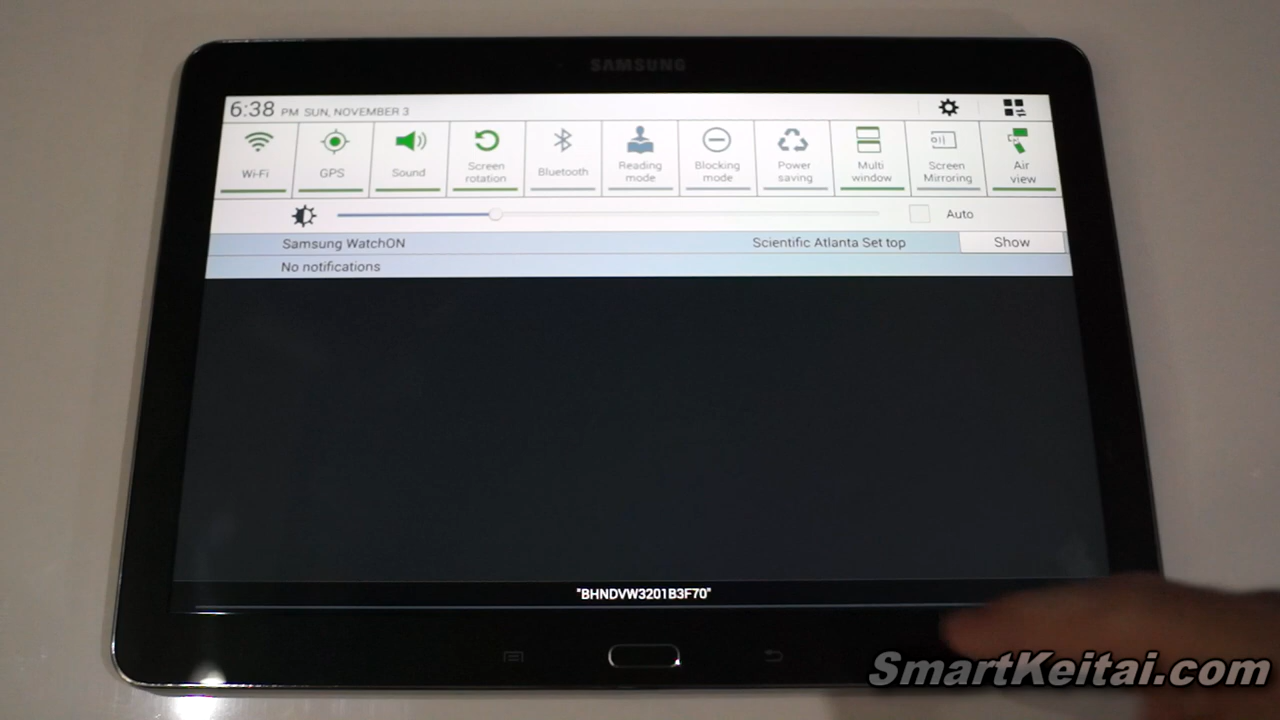 SAMSUNG
6:38 PM SUN, NOVEMBER 3
Wi-Fi
GPS
Sound
Screen
rotation
Bluetooth
Reading
mode
Blocking
mode
Power
saving
Multi
window
Screen
Mirroring
Air
view
Auto
Samsung WatchON Scientific Atlanta Set top Show
No notifications
"BHNDVW3201B3F70"
SmartKeitai.com